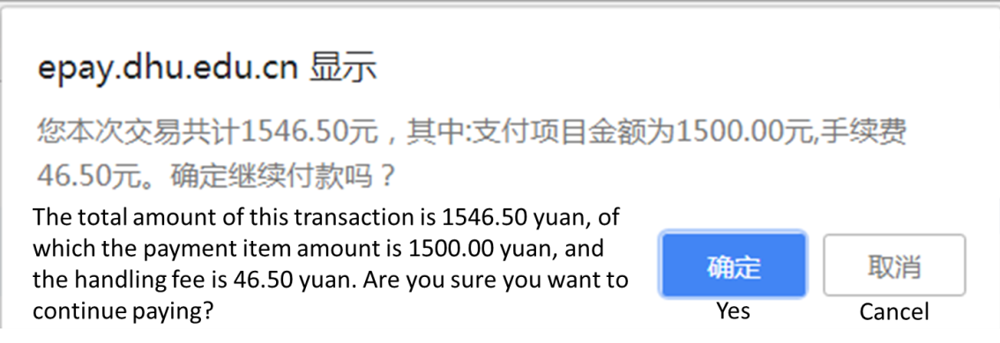 epay.dhu.edu.cn 显示
您本次交易共计1546.50元，其中:支付项目金额为1500.00元,手续费
46.50元。确定继续付款吗？
The total amount of this transaction is 1546.50 yuan, of
which the payment item amount is 1500.00 yuan, and
the handling fee is 46.50 yuan. Are you sure you want to
continue paying?
确定
取消
Yes
Cancel